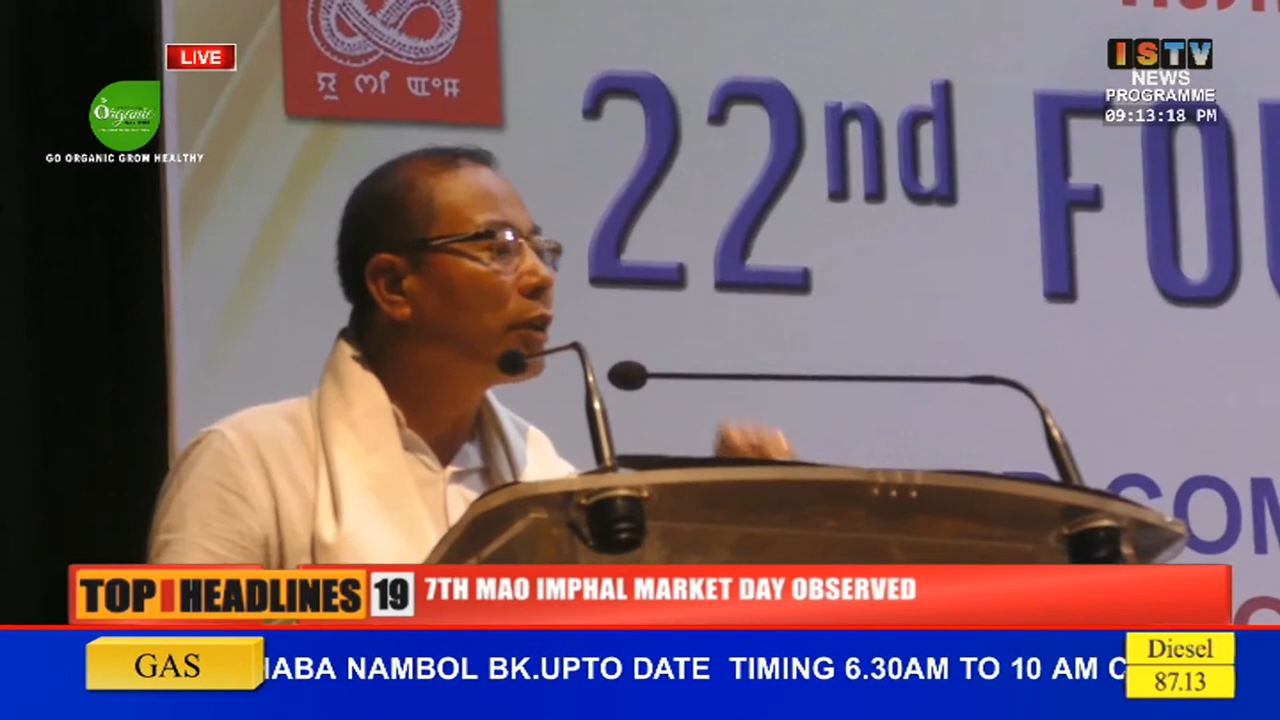 LIVE
ISTV
NEWS
PROGRAMME
09:13:18 PM
Organic
GO ORGANIC GROW HEALTHY
22nd FOU
COM
TOP HEADLINES 19 7TH MAO IMPHAL MARKET DAY OBSERVED
GAS HABA NAMBOL BK.UPTO DATE TIMING 6.30AM TO 10 AM C
Diesel
87.13